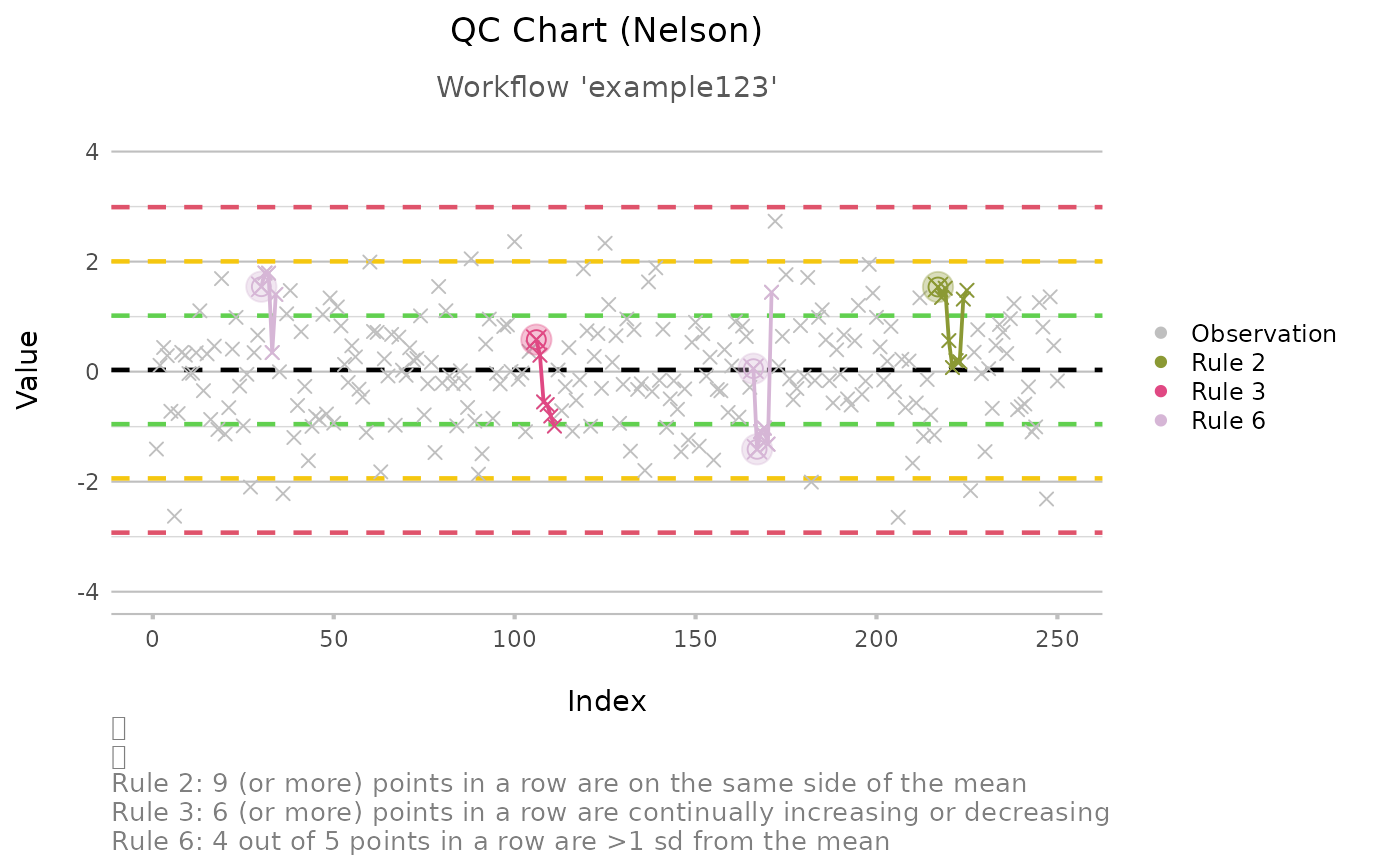 QC Chart (Nelson)
Workflow 'example123'
4
2
0
-2
-4
Value
0 50 100 150 200 250
Index
Observation
Rule 2
Rule 3
Rule 6
Rule 2: 9 (or more) points in a row are on the same side of the mean
Rule 3: 6 (or more) points in a row are continually increasing or decreasing
Rule 6: 4 out of 5 points in a row are >1 sd from the mean